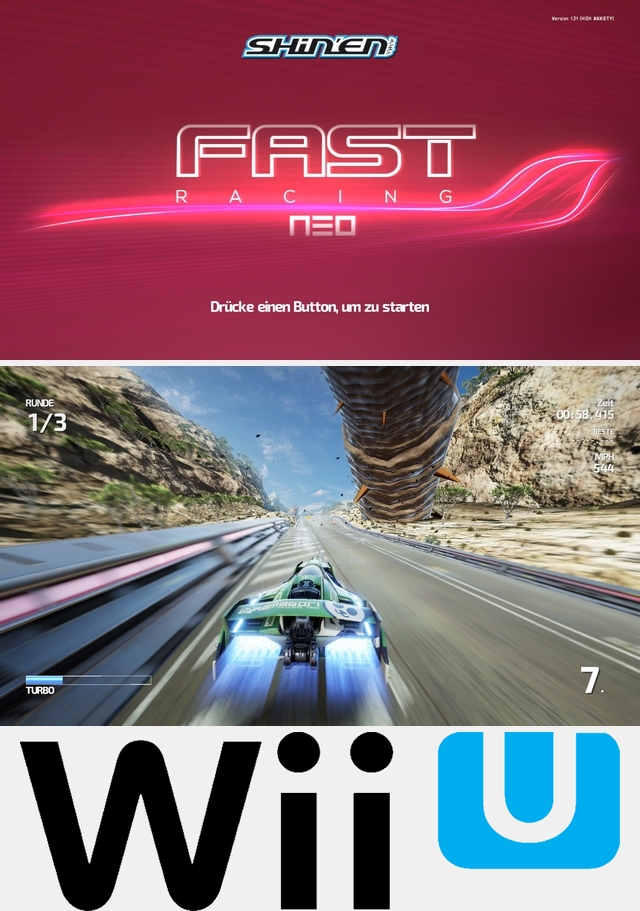 Version 1.21 (HIGH ANXIETY)
SHIN'EN
FAST
RACING
NEO
Drücke einen Button, um zu starten
RUNDE
1/3
Zeit
00:58.415
BESTE
MPH
544
TURBO
7.
Wii U